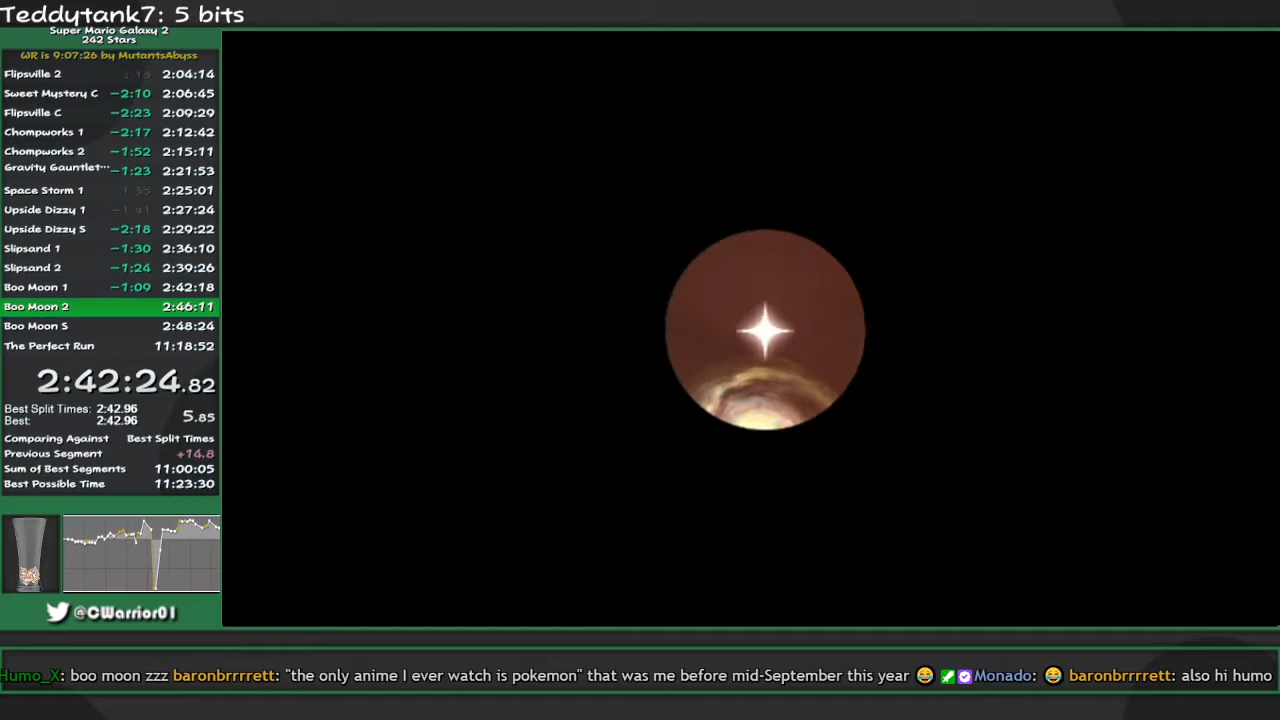 Teddytank7: 5 bits
Super Mario Galaxy 2
242 Stars
WR is 9:07:26 by MutantsAbyss
Flipsville 2 2:04:14
Sweet Mystery C −2:10 2:06:45
Flipsville C −2:23 2:09:29
Chompworks 1 −2:17 2:12:42
Chompworks 2 −1:52 2:15:11
Gravity Gauntlet… −1:23 2:21:53
Space Storm 1 2:25:01
Upside Dizzy 1 2:27:24
Upside Dizzy S −2:18 2:29:22
Slipsand 1 −1:30 2:36:10
Slipsand 2 −1:24 2:39:26
Boo Moon 1 −1:09 2:42:18
Boo Moon 2 2:46:11
Boo Moon S 2:48:24
The Perfect Run 11:18:52
2:42:24.82
Best Split Times: 2:42.96
Best: 2:42.96
5.85
Comparing Against Best Split Times
Previous Segment +14.8
Sum of Best Segments 11:00:05
Best Possible Time 11:23:30
@CWarrior01
Humo_X: boo moon zzz baronbrrrrett: "the only anime I ever watch is pokemon" that was me before mid-September this year 😂 Monado: 😂 baronbrrrrett: also hi humo